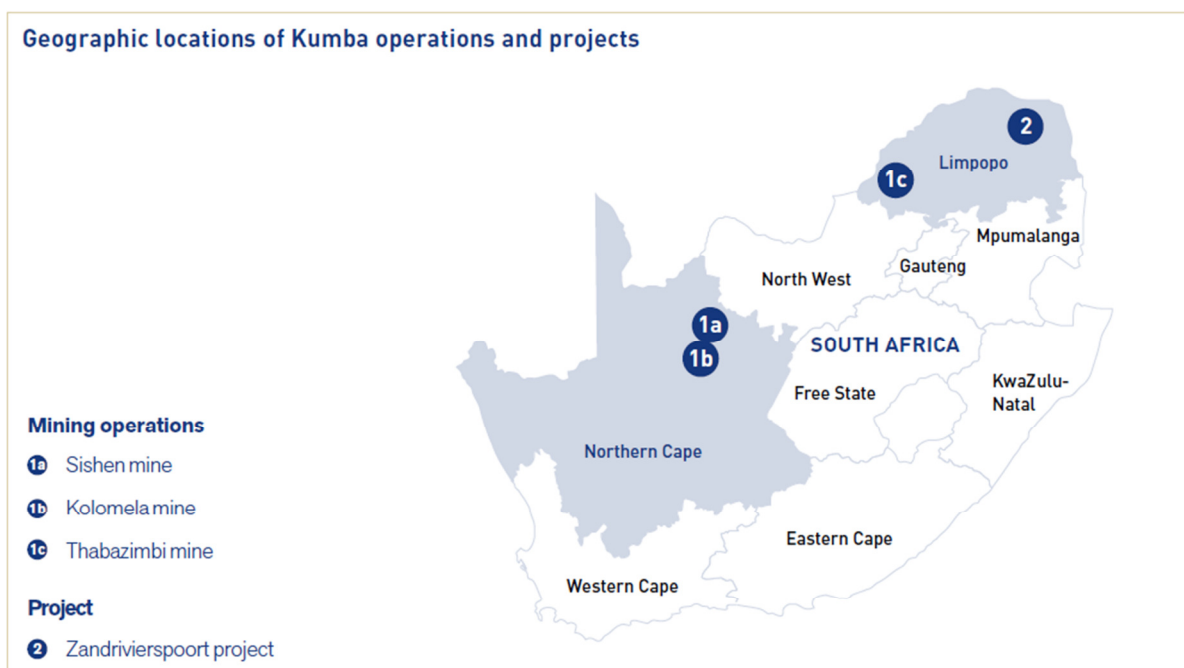 Geographic locations of Kumba operations and projects
2
Limpopo
1c
Mpumalanga
Gauteng
North West
1a
SOUTH AFRICA
1b
KwaZulu-
Natal
Free State
Mining operations
Northern Cape
1a Sishen mine
1b Kolomela mine
Eastern Cape
1c Thabazimbi mine
Western Cape
Project
2 Zandrivierspoort project